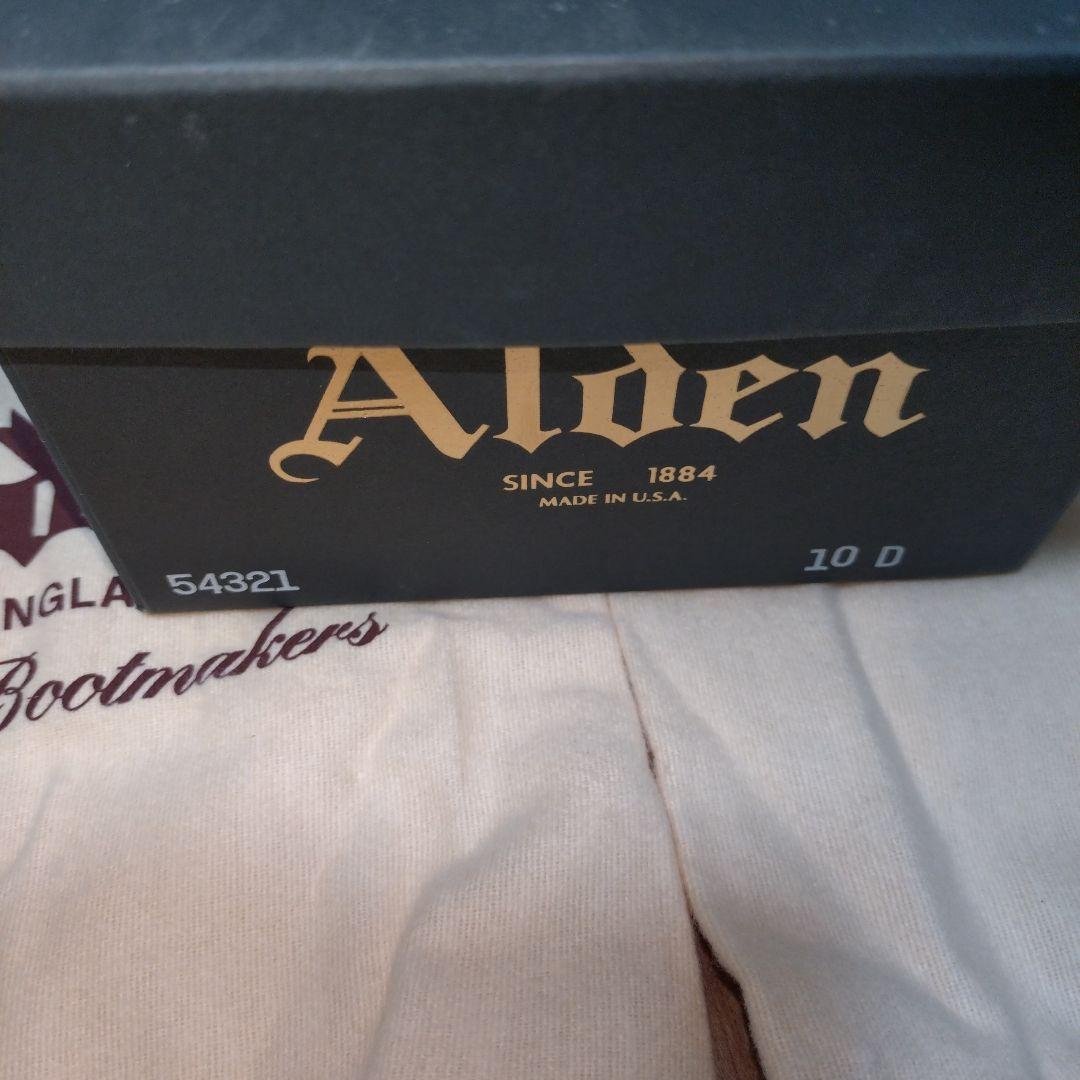 Alden
SINCE 1884
MADE IN U.S.A.
54321
10 D
NGLA
Bootmakers